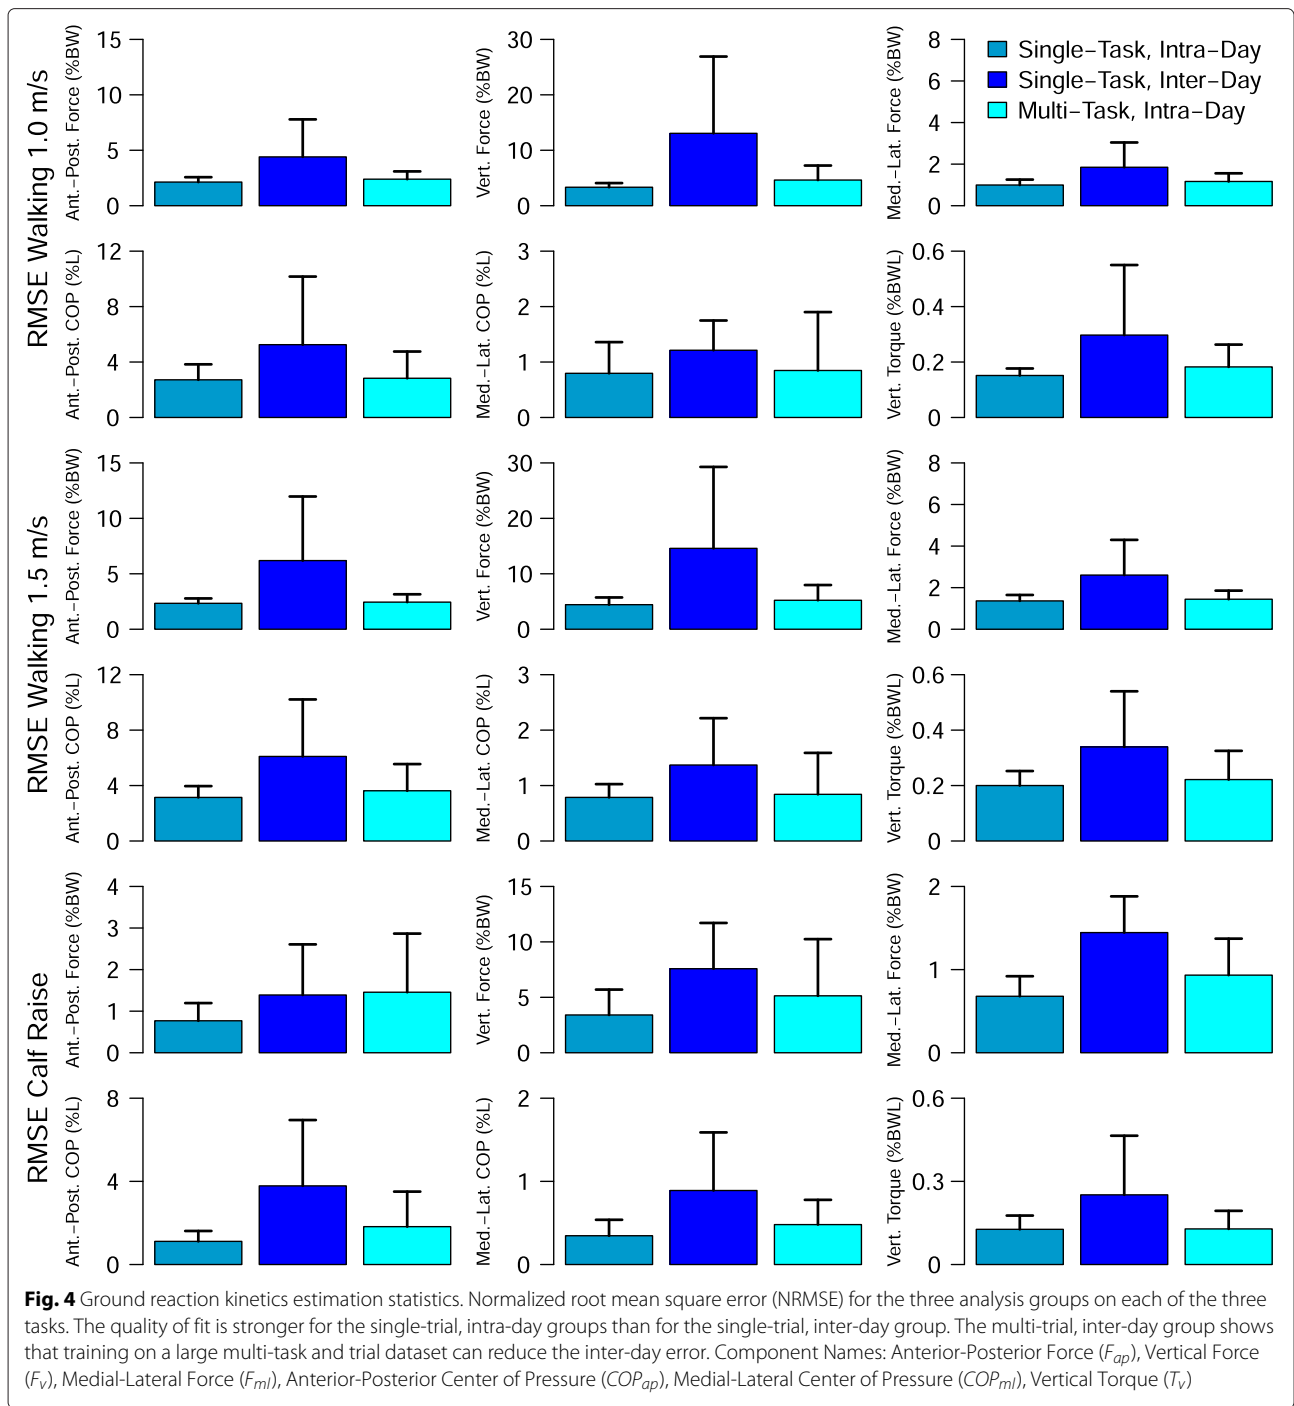 RMSE Walking 1.0 m/s
Ant.−Post. Force (%BW)
15
10
5
0
Vert. Force (%BW)
30
20
10
0
Med.−Lat. Force (%BW)
8
6
4
2
0
Single−Task, Intra−Day
Single−Task, Inter−Day
Multi−Task, Intra−Day
Ant.−Post. COP (%L)
12
8
4
0
Med.−Lat. COP (%L)
3
2
1
0
Vert. Torque (%BWL)
0.6
0.4
0.2
0
RMSE Walking 1.5 m/s
Ant.−Post. Force (%BW)
15
10
5
0
Vert. Force (%BW)
30
20
10
0
Med.−Lat. Force (%BW)
8
6
4
2
0
Ant.−Post. COP (%L)
12
8
4
0
Med.−Lat. COP (%L)
3
2
1
0
Vert. Torque (%BWL)
0.6
0.4
0.2
0
RMSE Calf Raise
Ant.−Post. Force (%BW)
4
3
2
1
0
Vert. Force (%BW)
15
10
5
0
Med.−Lat. Force (%BW)
2
1
0
Ant.−Post. COP (%L)
8
4
0
Med.−Lat. COP (%L)
2
1
0
Vert. Torque (%BWL)
0.6
0.3
0
Fig. 4 Ground reaction kinetics estimation statistics. Normalized root mean square error (NRMSE) for the three analysis groups on each of the three
tasks. The quality of fit is stronger for the single-trial, intra-day groups than for the single-trial, inter-day group. The multi-trial, inter-day group shows
that training on a large multi-task and trial dataset can reduce the inter-day error. Component Names: Anterior-Posterior Force (Fap), Vertical Force
(Fv), Medial-Lateral Force (Fml), Anterior-Posterior Center of Pressure (COPap), Medial-Lateral Center of Pressure (COPml), Vertical Torque (Tv)